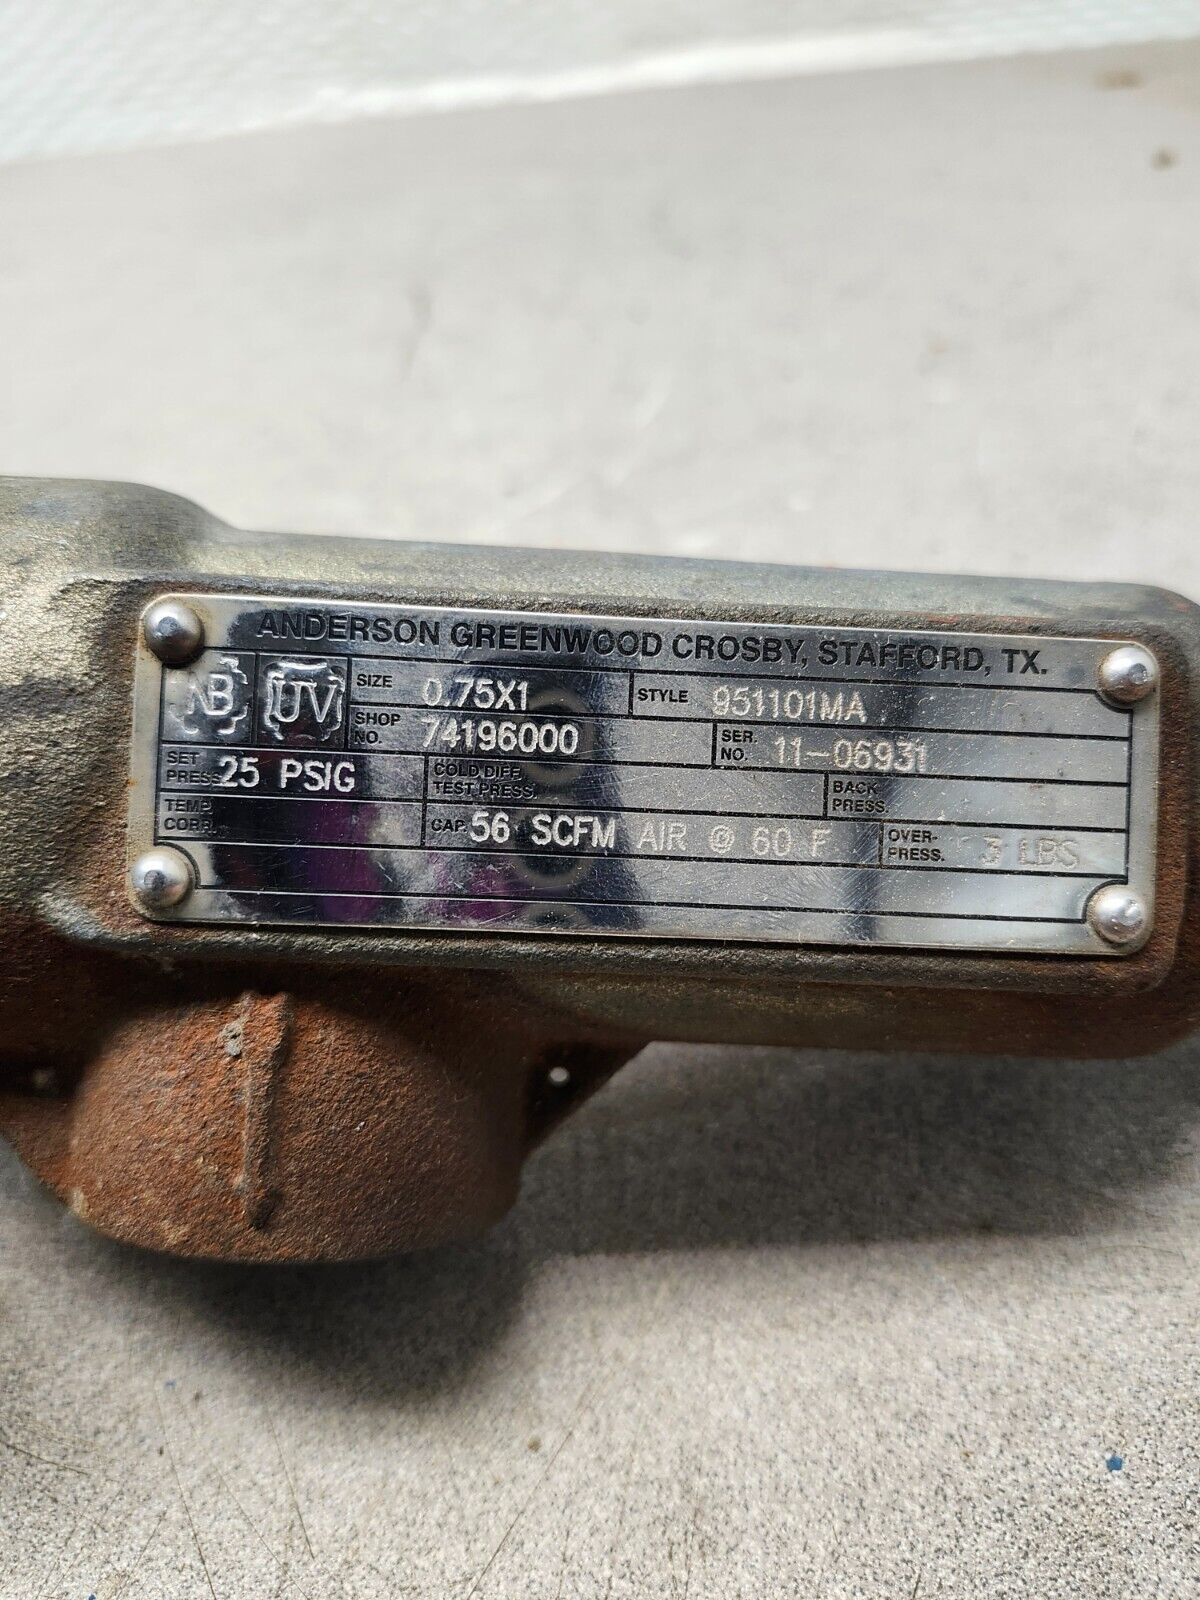 ANDERSON GREENWOOD CROSBY, STAFFORD, TX.
NB UV SIZE 0.75X1 STYLE 951101MA
SHOP NO. 74196000 SER. NO. 11-06931
SET PRESS. 25 PSIG COLD DIFF. TEST PRESS. BACK PRESS.
TEMP. CORR. CAP. 56 SCFM AIR @ 60 F OVER-PRESS. 3 LBS